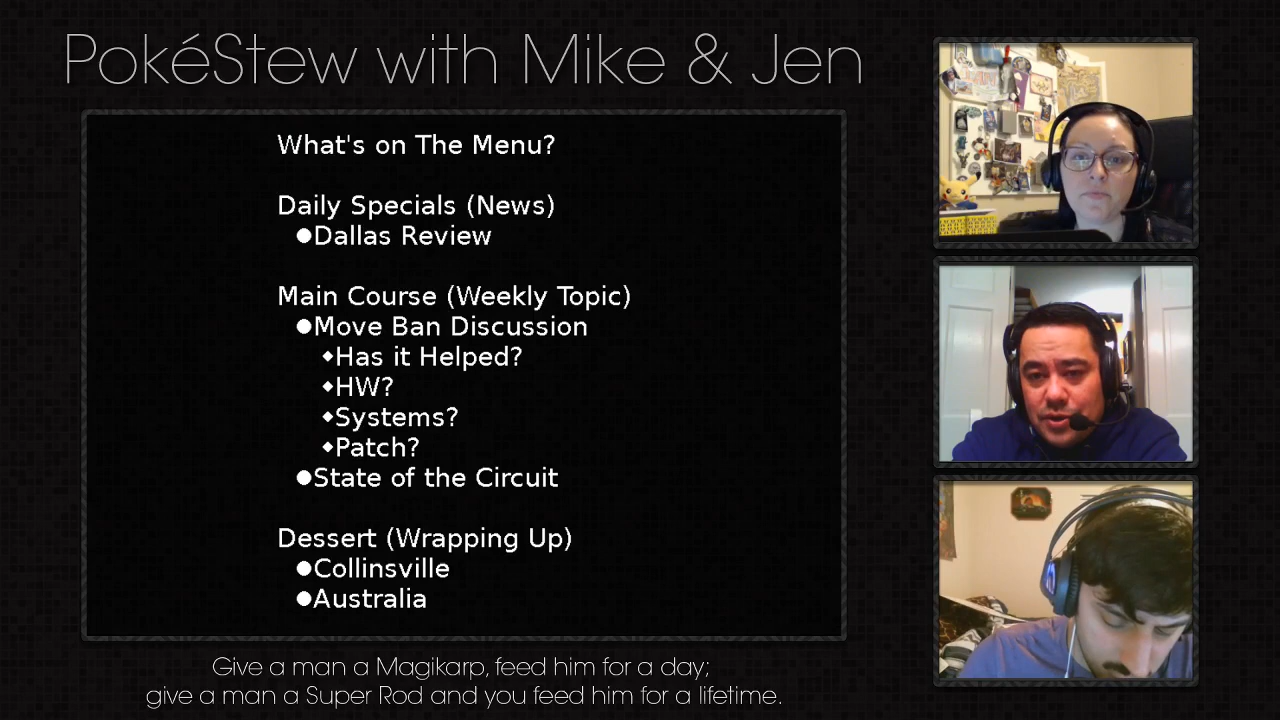 PokéStew with Mike & Jen
What's on The Menu?
Daily Specials (News)
●Dallas Review
Main Course (Weekly Topic)
●Move Ban Discussion
◆Has it Helped?
◆HW?
◆Systems?
◆Patch?
●State of the Circuit
Dessert (Wrapping Up)
●Collinsville
●Australia
Give a man a Magikarp, feed him for a day;
give a man a Super Rod and you feed him for a lifetime.